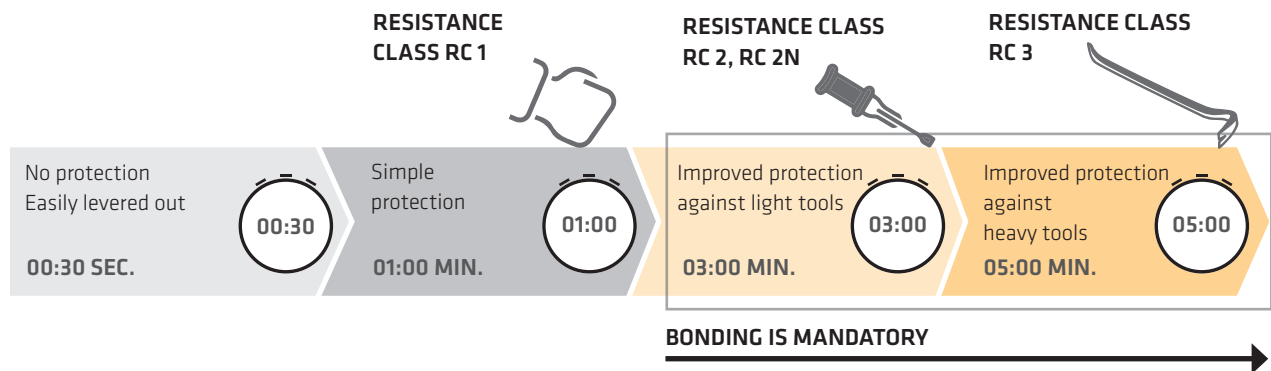 RESISTANCE
CLASS RC 1
RESISTANCE CLASS
RC 2, RC 2N
RESISTANCE CLASS
RC 3
No protection
Easily levered out
00:30
00:30 SEC.
Simple
protection
01:00
01:00 MIN.
Improved protection
against light tools
03:00
03:00 MIN.
Improved protection
against
heavy tools
05:00
05:00 MIN.
BONDING IS MANDATORY